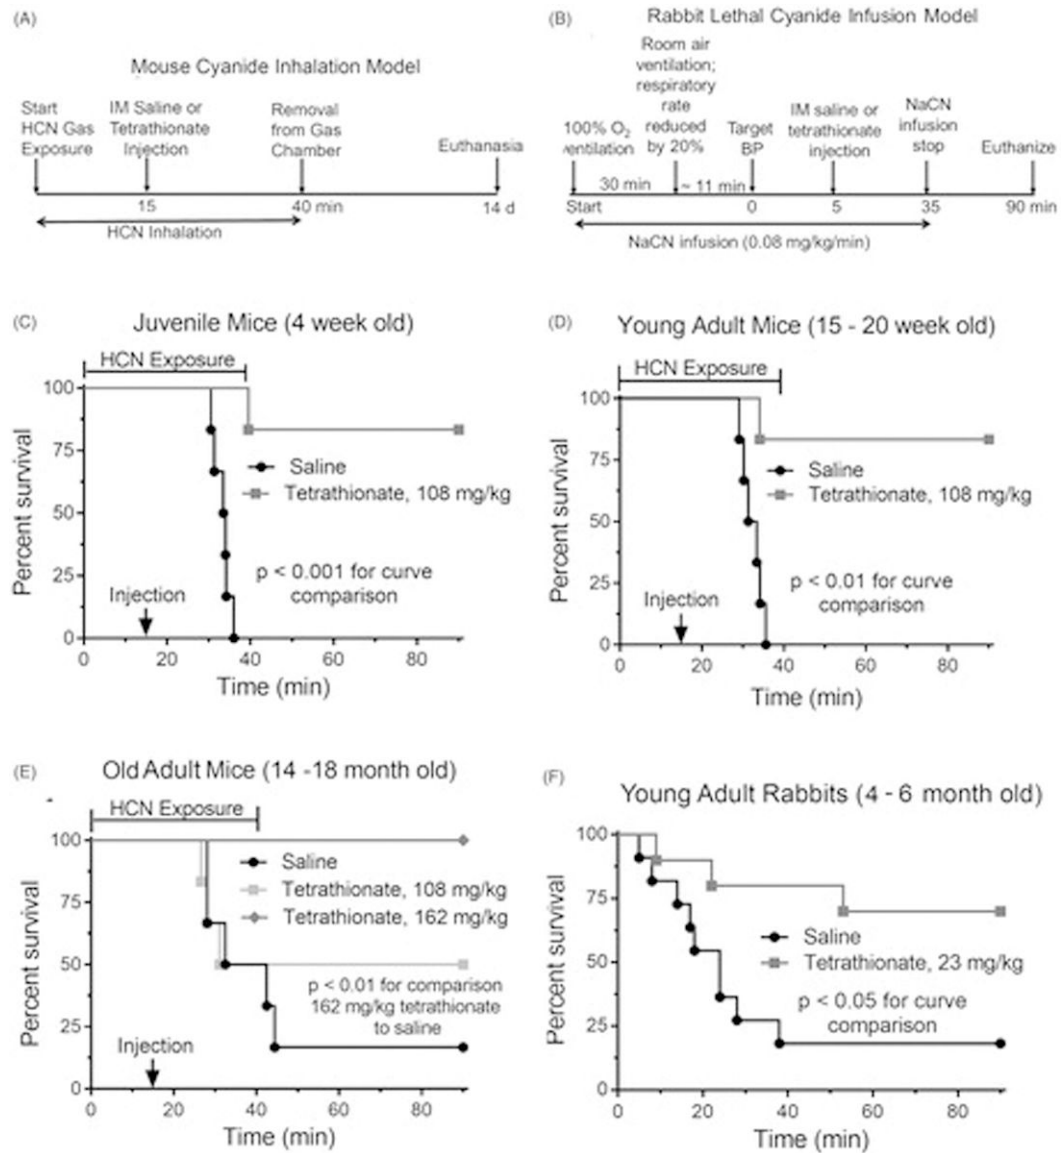 (A)
Mouse Cyanide Inhalation Model
Start
HCN Gas
Exposure
IM Saline or
Tetrathionate
Injection
Removal
from Gas
Chamber
Euthanasia
15
40 min
14 d
HCN Inhalation
(B)
Rabbit Lethal Cyanide Infusion Model
100% O₂
ventilation
Room air
ventilation;
respiratory
rate
reduced
by 20%
Target
BP
IM saline or
tetrathionate
injection
NaCN
infusion
stop
Euthanize
30 min
~ 11 min
Start
0
5
35
90 min
NaCN infusion (0.08 mg/kg/min)
(C)
Juvenile Mice (4 week old)
HCN Exposure
100
75
50
25
0
Percent survival
Saline
Tetrathionate, 108 mg/kg
p < 0.001 for curve
comparison
Injection
0 20 40 60 80
Time (min)
(D)
Young Adult Mice (15 - 20 week old)
HCN Exposure
100
75
50
25
0
Percent survival
Saline
Tetrathionate, 108 mg/kg
p < 0.01 for curve
comparison
Injection
0 20 40 60 80
Time (min)
(E)
Old Adult Mice (14 -18 month old)
HCN Exposure
100
75
50
25
0
Percent survival
Saline
Tetrathionate, 108 mg/kg
Tetrathionate, 162 mg/kg
p < 0.01 for comparison
162 mg/kg tetrathionate
to saline
Injection
0 20 40 60 80
Time (min)
(F)
Young Adult Rabbits (4 - 6 month old)
100
75
50
25
0
Percent survival
Saline
Tetrathionate, 23 mg/kg
p < 0.05 for curve
comparison
0 20 40 60 80
Time (min)